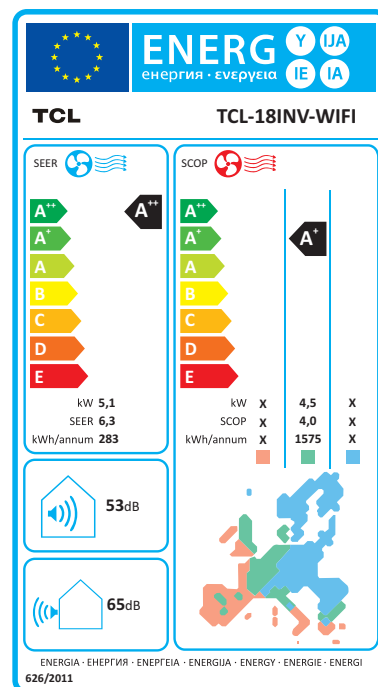 ENERG
енергия · ενεργεια
Y IJA
IE IA
TCL TCL-18INV-WIFI
SEER
A++ A++
A+
A
B
C
D
E
kW 5,1
SEER 6,3
kWh/annum 283
SCOP
A++
A+ A+
A
B
C
D
E
kW X 4,5 X
SCOP X 4,0 X
kWh/annum X 1575 X
53dB
65dB
ENERGIA · ЕНЕРГИЯ · ΕΝΕΡΓΕΙΑ · ENERGIJA · ENERGY · ENERGIE · ENERGI
626/2011